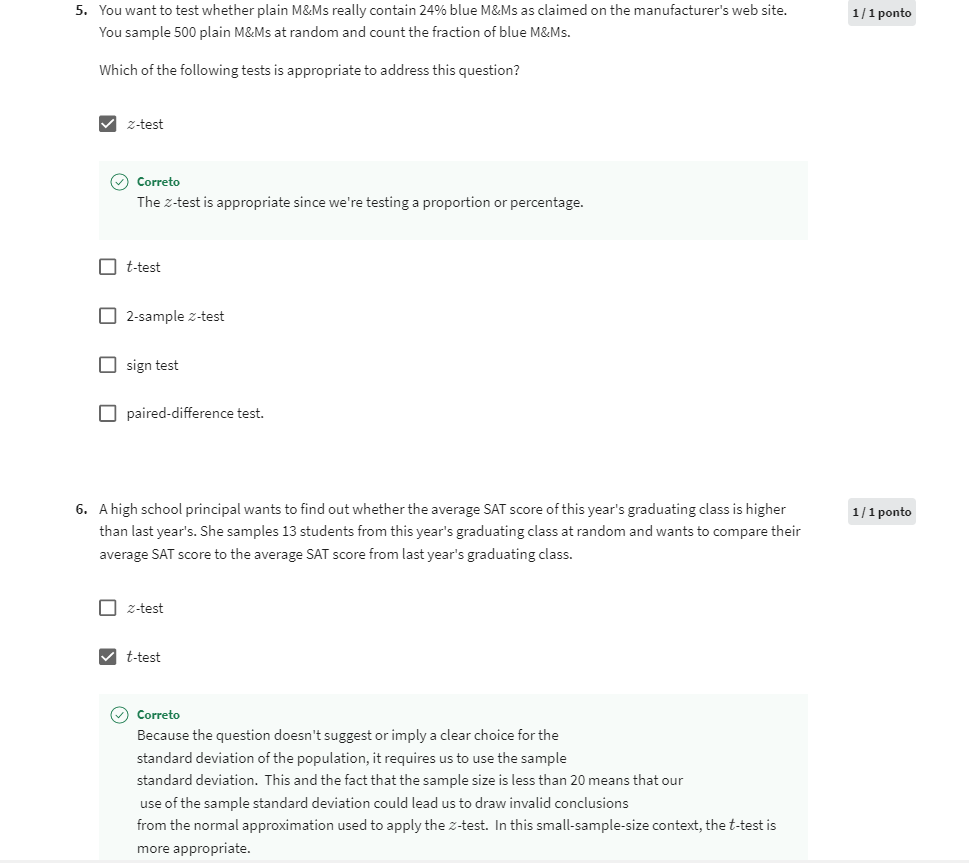 5. You want to test whether plain M&Ms really contain 24% blue M&Ms as claimed on the manufacturer's web site.
1 / 1 ponto
You sample 500 plain M&Ms at random and count the fraction of blue M&Ms.
Which of the following tests is appropriate to address this question?
z-test
Correto
The z-test is appropriate since we're testing a proportion or percentage.
t-test
2-sample z-test
sign test
paired-difference test.
6. A high school principal wants to find out whether the average SAT score of this year's graduating class is higher
1 / 1 ponto
than last year's. She samples 13 students from this year's graduating class at random and wants to compare their
average SAT score to the average SAT score from last year's graduating class.
z-test
t-test
Correto
Because the question doesn't suggest or imply a clear choice for the
standard deviation of the population, it requires us to use the sample
standard deviation. This and the fact that the sample size is less than 20 means that our
use of the sample standard deviation could lead us to draw invalid conclusions
from the normal approximation used to apply the z-test. In this small-sample-size context, the t-test is
more appropriate.